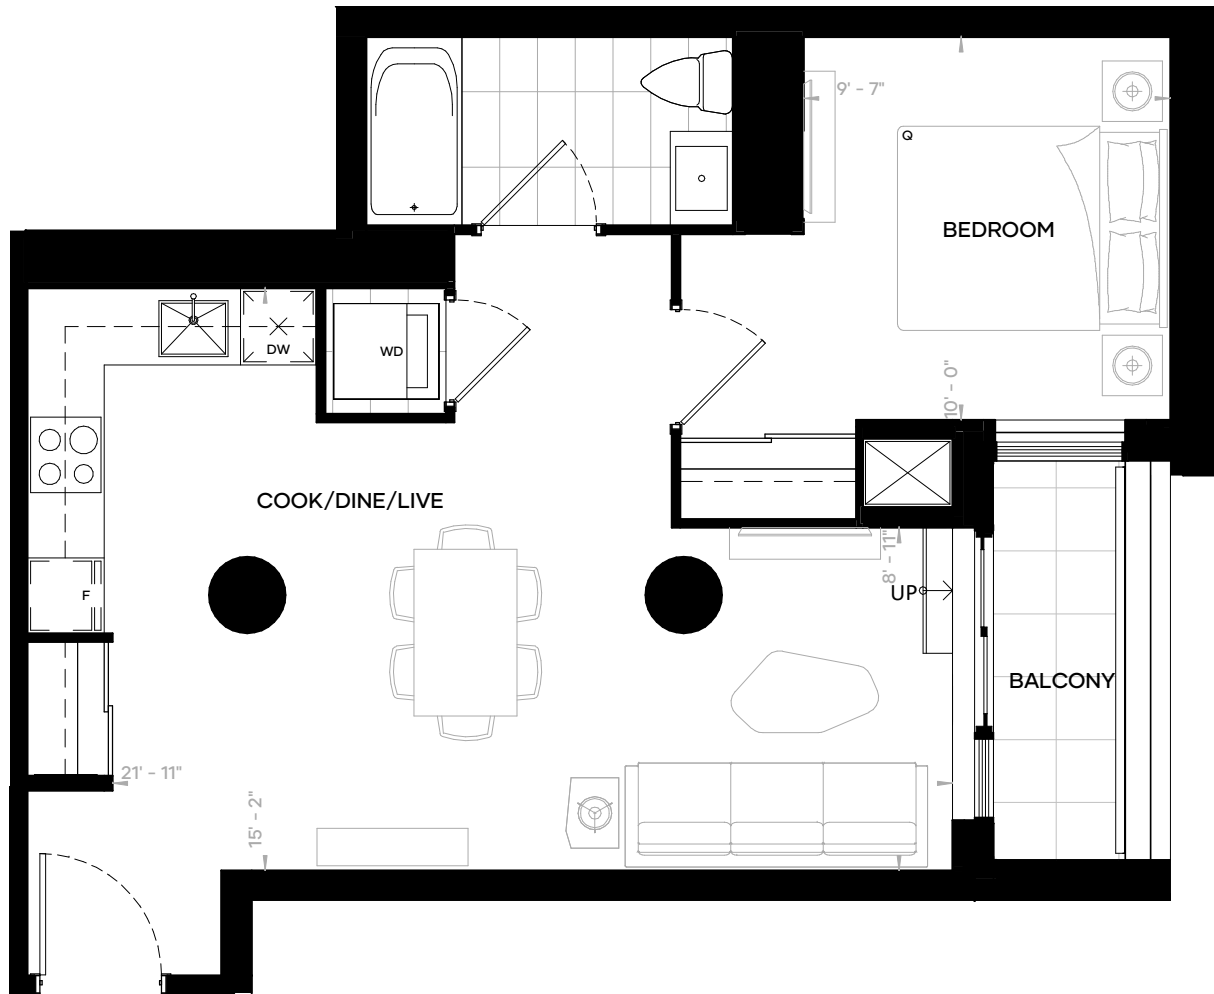 9' - 7"
Q
BEDROOM
DW
WD
10' - 0"
COOK/DINE/LIVE
8' - 11"
F
UP
BALCONY
21' - 11"
15' - 2"